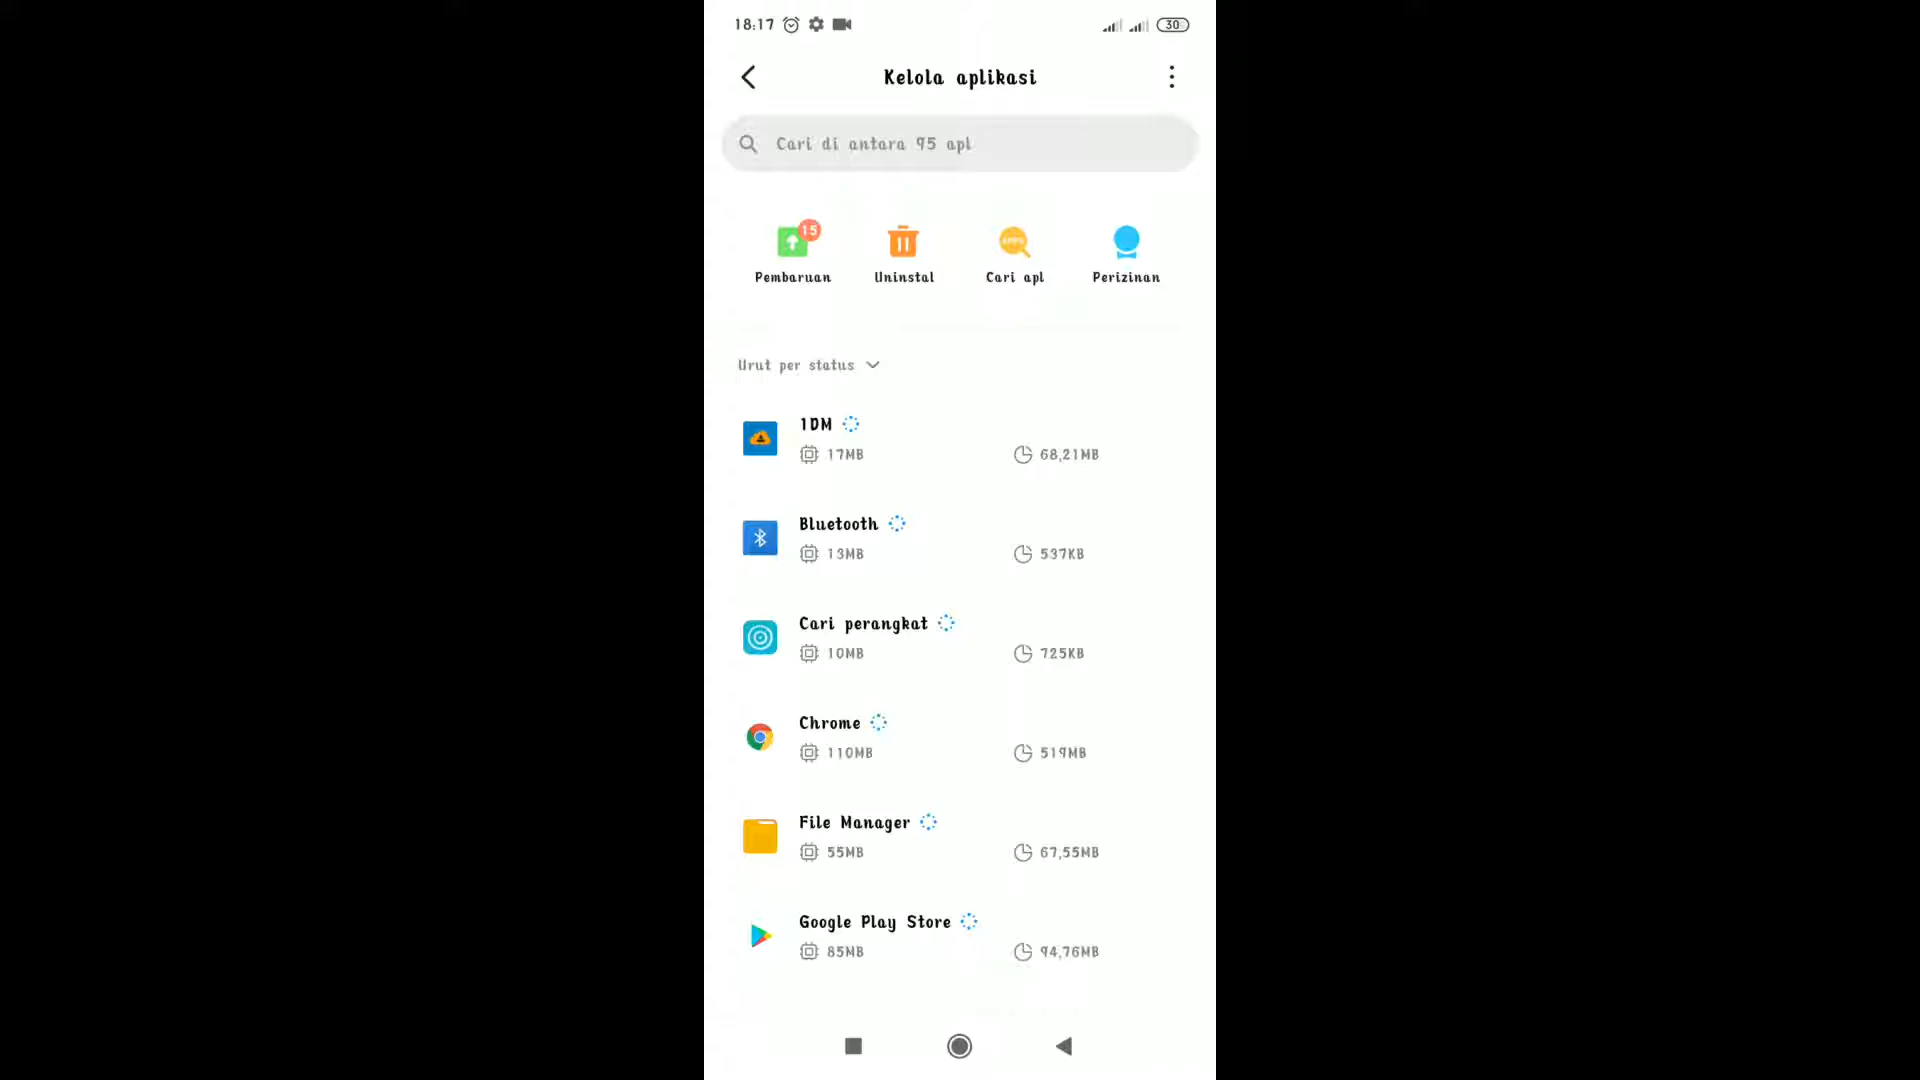 18:17
30
Kelola aplikasi
Cari di antara 95 apl
15
Pembaruan
Uninstal
APPS
Cari apl
Perizinan
Urut per status
1DM
17MB
68,21MB
Bluetooth
13MB
537KB
Cari perangkat
10MB
725KB
Chrome
110MB
519MB
File Manager
55MB
67,55MB
Google Play Store
85MB
94,76MB